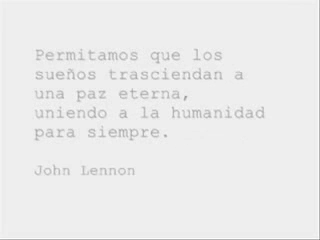 Permitamos que los
sueños trasciendan a
una paz eterna,
uniendo a la humanidad
para siempre.
John Lennon